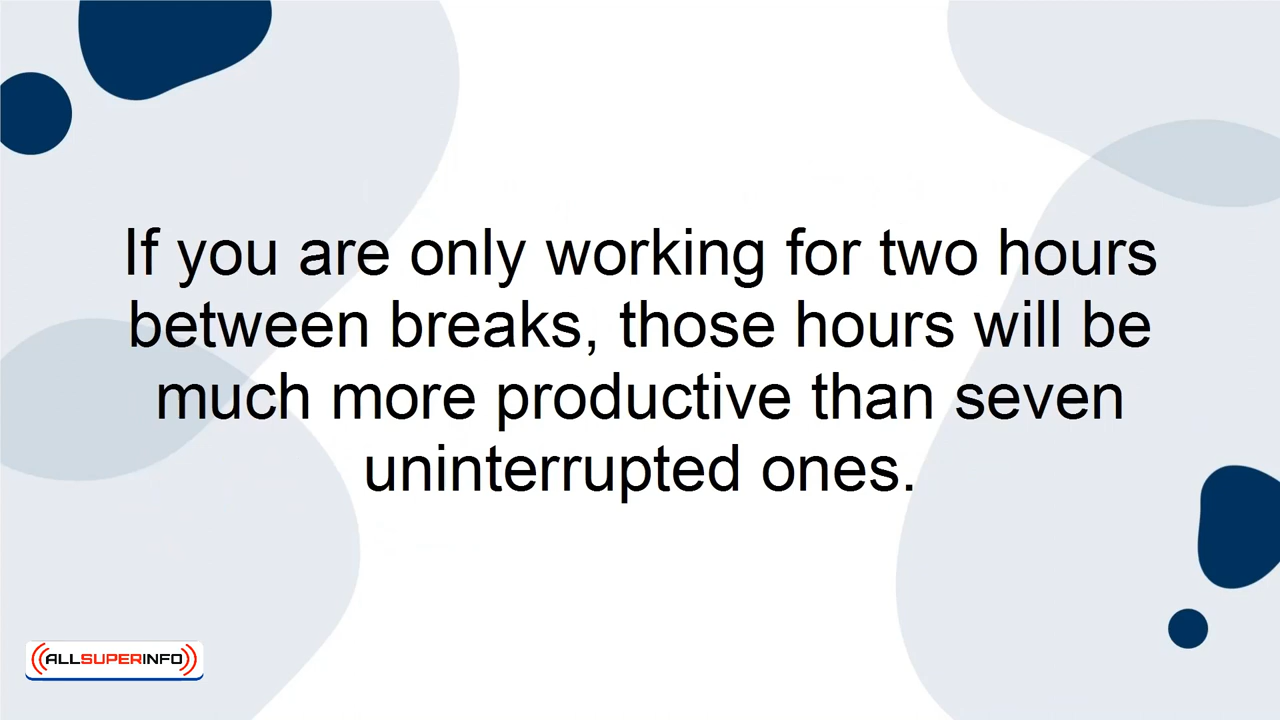 If you are only working for two hours
between breaks, those hours will be
much more productive than seven
uninterrupted ones.
ALLSUPERINFO